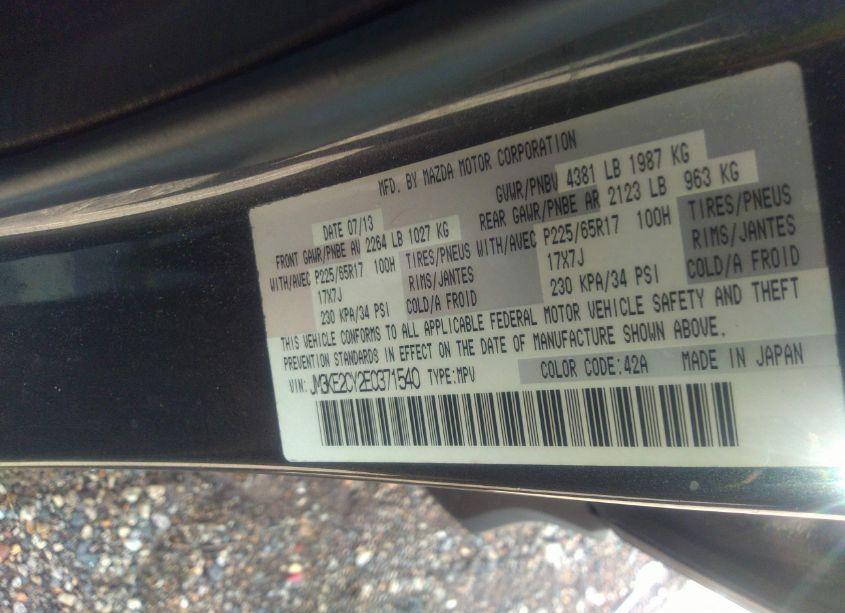 MFD. BY MAZDA MOTOR CORPORATION
DATE 07/13 GVWR/PNBV 4381 LB 1987 KG
FRONT GAWR/PNBE AV 2264 LB 1027 KG REAR GAWR/PNBE AR 2123 LB 963 KG
WITH/AVEC P225/65R17 100H TIRES/PNEUS WITH/AVEC P225/65R17 100H TIRES/PNEUS
17X7J RIMS/JANTES 17X7J RIMS/JANTES
230 KPA/34 PSI COLD/A FROID 230 KPA/34 PSI COLD/A FROID
THIS VEHICLE CONFORMS TO ALL APPLICABLE FEDERAL MOTOR VEHICLE SAFETY AND THEFT
PREVENTION STANDARDS IN EFFECT ON THE DATE OF MANUFACTURE SHOWN ABOVE.
VIN: JM3KE2CY2E0371540 TYPE:MPV COLOR CODE:42A MADE IN JAPAN